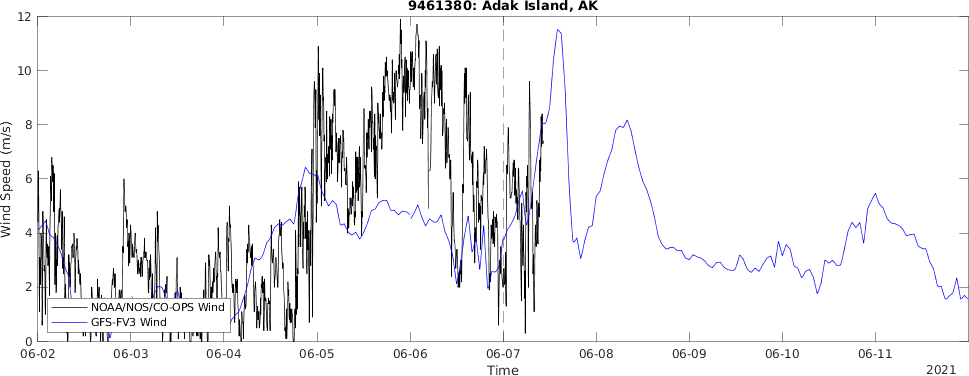 9461380: Adak Island, AK
12
10
8
6
4
2
0
Wind Speed (m/s)
NOAA/NOS/CO-OPS Wind
GFS-FV3 Wind
06-02 06-03 06-04 06-05 06-06 06-07 06-08 06-09 06-10 06-11
Time
2021